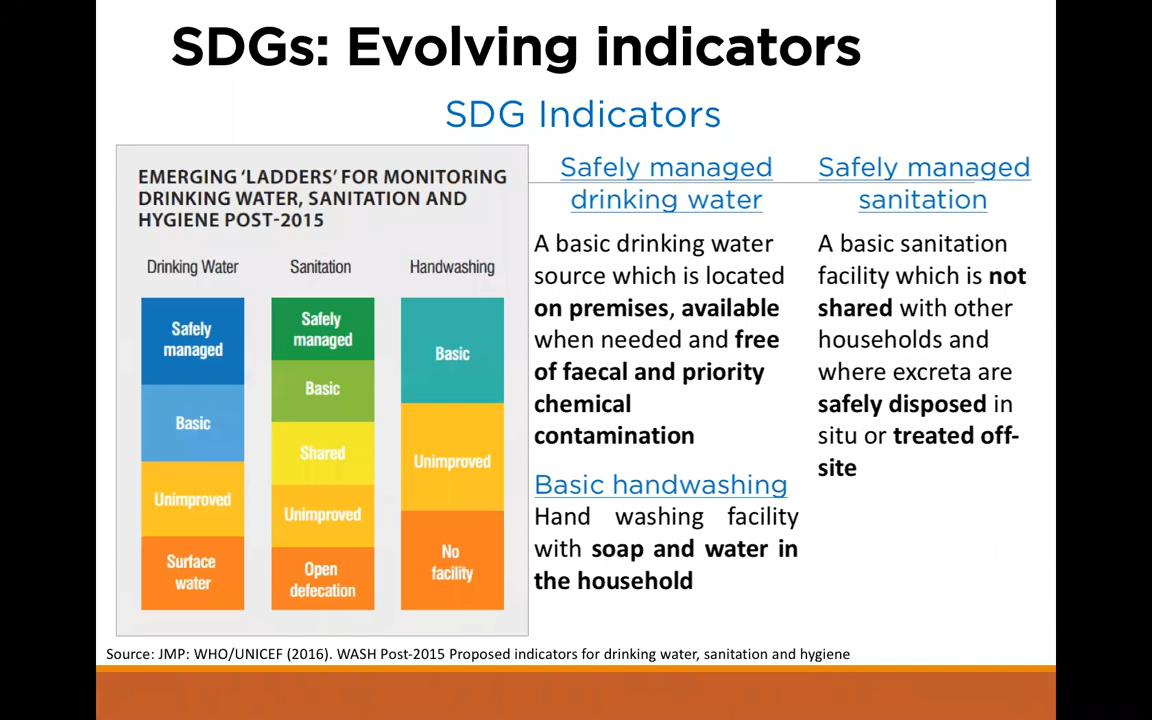 SDGs: Evolving indicators
SDG Indicators
EMERGING ‘LADDERS’ FOR MONITORING
DRINKING WATER, SANITATION AND
HYGIENE POST-2015
Drinking Water
Safely
managed
Basic
Unimproved
Surface
water
Sanitation
Safely
managed
Basic
Shared
Unimproved
Open
defecation
Handwashing
Basic
Unimproved
No
facility
Safely managed
drinking water
A basic drinking water
source which is located
on premises, available
when needed and free
of faecal and priority
chemical
contamination
Basic handwashing
Hand washing facility
with soap and water in
the household
Safely managed
sanitation
A basic sanitation
facility which is not
shared with other
households and
where excreta are
safely disposed in
situ or treated off-
site
Source: JMP: WHO/UNICEF (2016). WASH Post-2015 Proposed indicators for drinking water, sanitation and hygiene